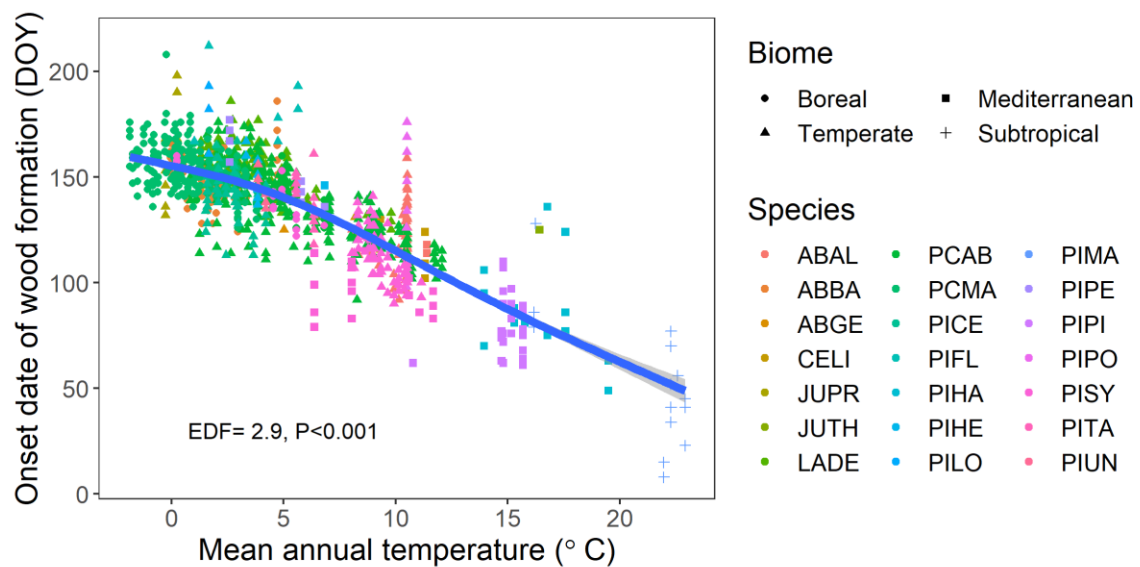 Onset date of wood formation (DOY)
200
150
100
50
0
EDF= 2.9, P<0.001
0 5 10 15 20
Mean annual temperature (° C)
Biome
Boreal Mediterranean
Temperate Subtropical
Species
ABAL PCAB PIMA
ABBA PCMA PIPE
ABGE PICE PIPI
CELI PIFL PIPO
JUPR PIHA PISY
JUTH PIHE PITA
LADE PILO PIUN